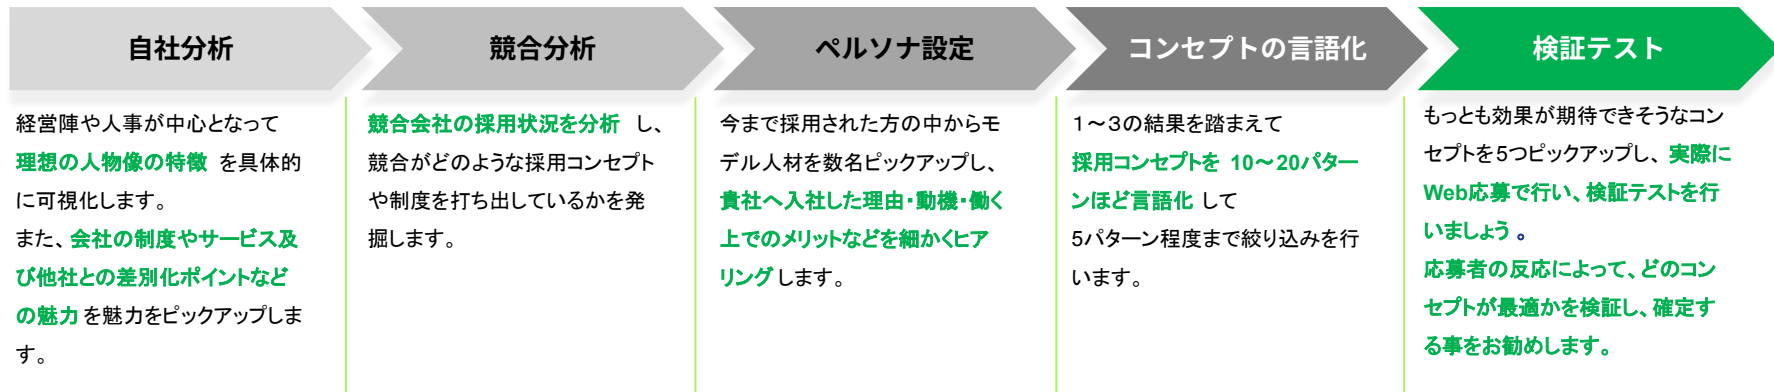 自社分析
経営陣や人事が中心となって
理想の人物像の特徴 を具体的
に可視化します。
また、会社の制度やサービス及
び他社との差別化ポイントなど
の魅力を魅力をピックアップしま
す。
競合分析
競合会社の採用状況を分析 し、
競合がどのような採用コンセプト
や制度を打ち出しているかを発
掘します。
ペルソナ設定
今まで採用された方の中からモ
デル人材を数名ピックアップし、
貴社へ入社した理由・動機・働く
上でのメリットなどを細かくヒア
リングします。
コンセプトの言語化
１～３の結果を踏まえて
採用コンセプトを 10～20パター
ンほど言語化 して
5パターン程度まで絞り込みを行
います。
検証テスト
もっとも効果が期待できそうなコン
セプトを5つピックアップし、実際に
Web応募で行い、検証テストを行
いましょう 。
応募者の反応によって、どのコン
セプトが最適かを検証し、確定す
る事をお勧めします。